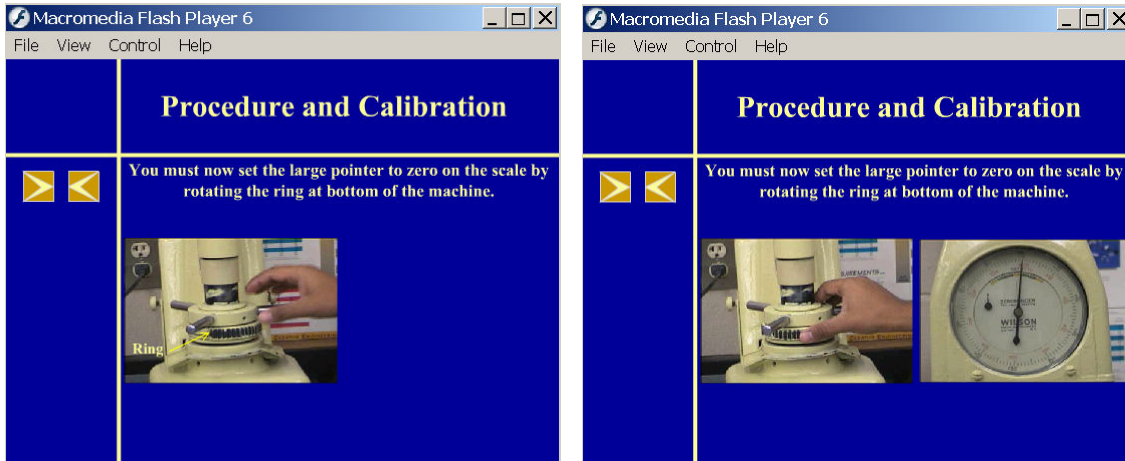 Macromedia Flash Player 6
File View Control Help
Procedure and Calibration
You must now set the large pointer to zero on the scale by
rotating the ring at bottom of the machine.
Ring
Macromedia Flash Player 6
File View Control Help
Procedure and Calibration
You must now set the large pointer to zero on the scale by
rotating the ring at bottom of the machine.
WILSON